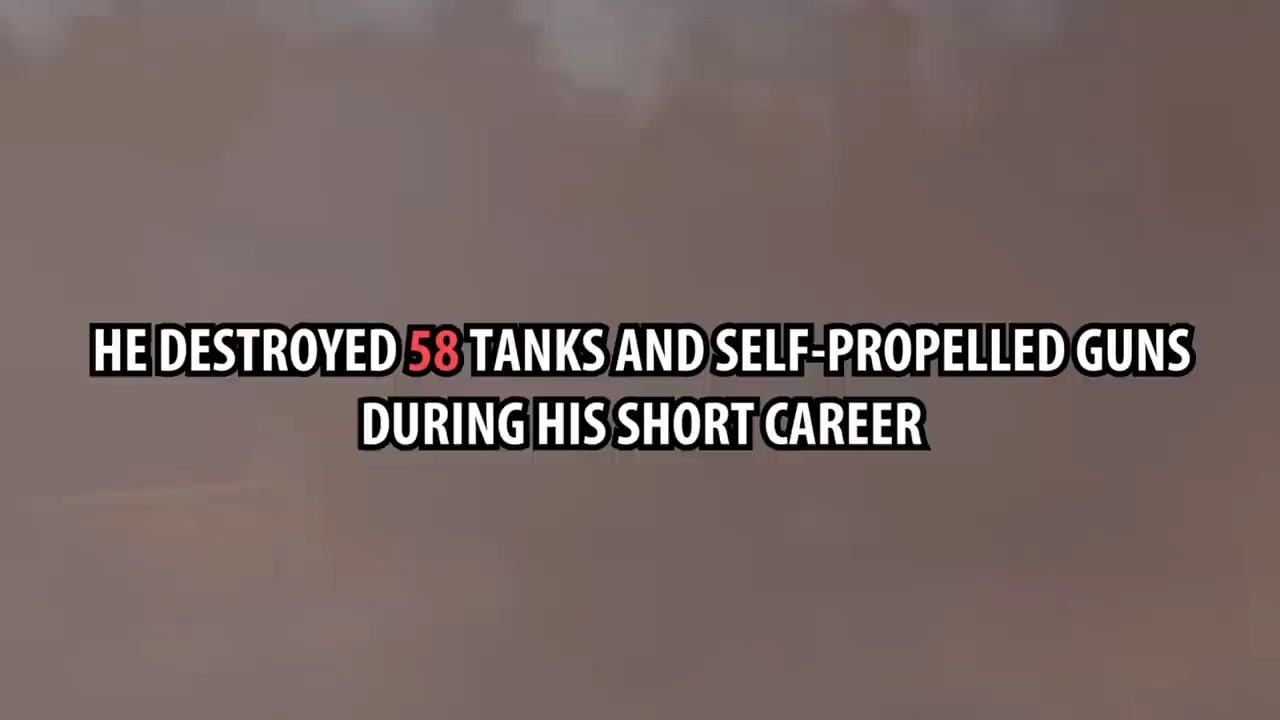 HE DESTROYED 58 TANKS AND SELF-PROPELLED GUNS
DURING HIS SHORT CAREER